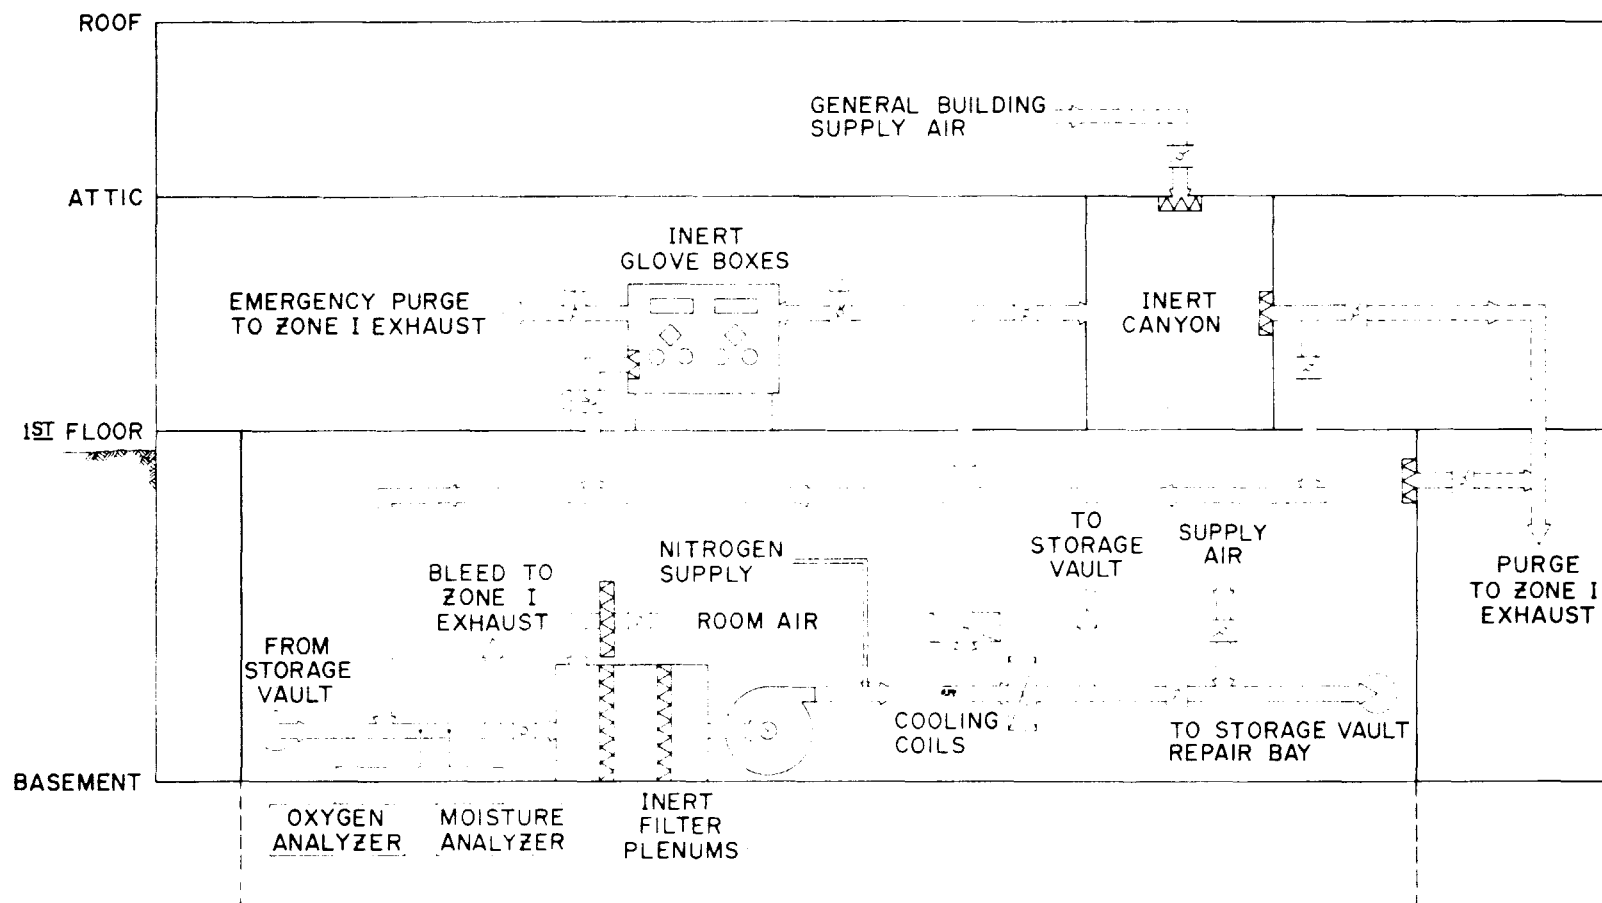 ROOF
GENERAL BUILDING
SUPPLY AIR
ATTIC
INERT
GLOVE BOXES
EMERGENCY PURGE
TO ZONE I EXHAUST
INERT
CANYON
1ST FLOOR
TO
STORAGE
VAULT
SUPPLY
AIR
NITROGEN
SUPPLY
PURGE
TO ZONE I
EXHAUST
BLEED TO
ZONE I
EXHAUST
ROOM AIR
FROM
STORAGE
VAULT
COOLING
COILS
TO STORAGE VAULT
REPAIR BAY
BASEMENT
OXYGEN
ANALYZER
MOISTURE
ANALYZER
INERT
FILTER
PLENUMS